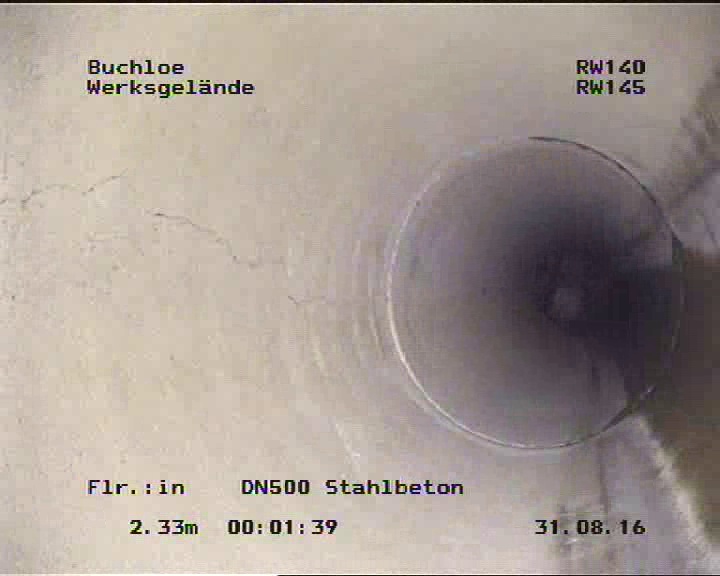 Buchloe RW140
Werksgelände RW145
Flr.:in DN500 Stahlbeton
2.33m 00:01:39 31.08.16